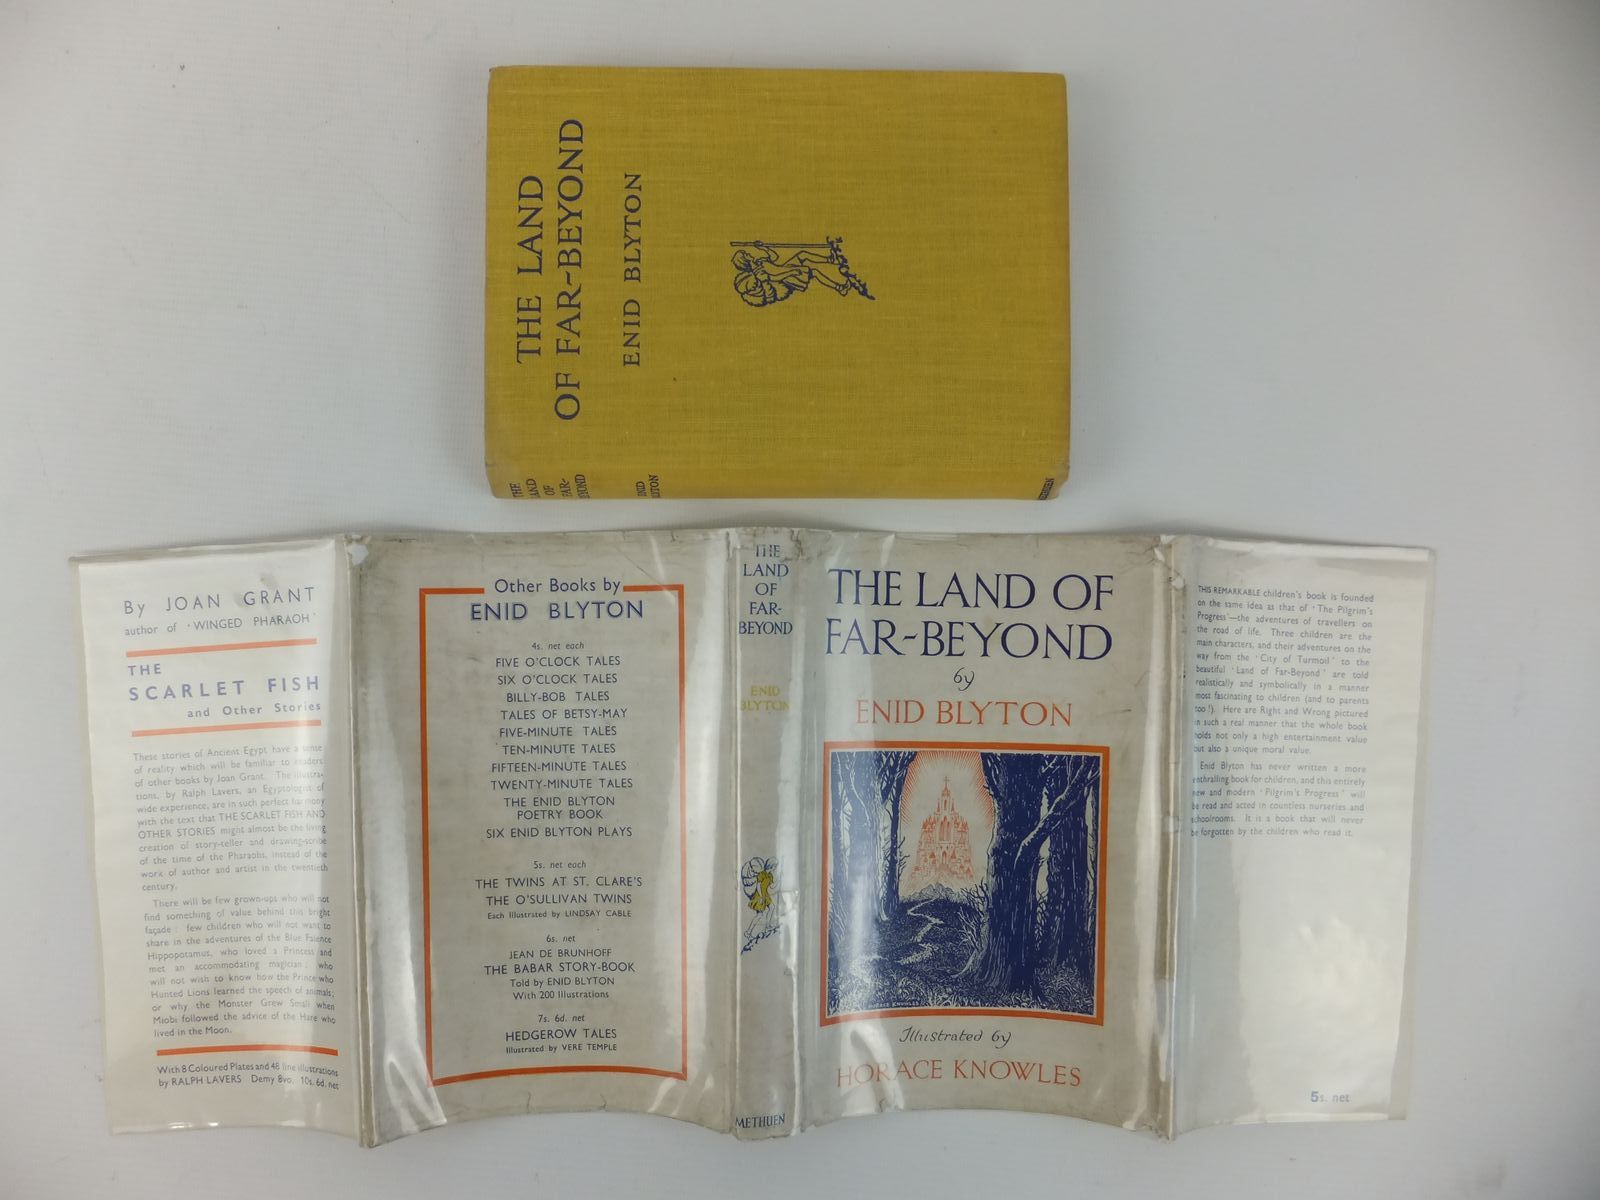 THE LAND
OF FAR-BEYOND
ENID BLYTON
THE
LAND
OF
FAR-
BEYOND
ENID
BLYTON
METHUEN
By JOAN GRANT
author of 'WINGED PHARAOH'
THE
SCARLET FISH
and Other Stories
These stories of Ancient Egypt have a sense
of reality which will be familiar to readers
of other books by Joan Grant. The illustra-
tions, by Ralph Lavers, an Egyptologist of
wide experience, are in such perfect harmony
with the text that THE SCARLET FISH AND
OTHER STORIES might almost be the living
creation of story-teller and drawing-scribe
of the time of the Pharaohs, instead of the
work of author and artist in the twentieth
century.
There will be few grown-ups who will not
find something of value behind this bright
façade: few children who will not want to
share in the adventures of the Blue Faience
Hippopotamus, who loved a Princess and
met an accommodating magician: who
will not wish to know how the Prince who
Hunted Lions learned the speech of animals;
or why the Monster Grew Small when
Miobi followed the advice of the Hare who
lived in the Moon.
With 8 Coloured Plates and 48 line illustrations
by RALPH LAVERS Demy 8vo. 10s. 6d. net
Other Books by
ENID BLYTON
4s. net each
FIVE O'CLOCK TALES
SIX O'CLOCK TALES
BILLY-BOB TALES
TALES OF BETSY-MAY
FIVE-MINUTE TALES
TEN-MINUTE TALES
FIFTEEN-MINUTE TALES
TWENTY-MINUTE TALES
THE ENID BLYTON
POETRY BOOK
SIX ENID BLYTON PLAYS
5s. net each
THE TWINS AT ST. CLARE'S
THE O'SULLIVAN TWINS
Each Illustrated by LINDSAY CABLE
6s. net
JEAN DE BRUNHOFF
THE BABAR STORY-BOOK
Told by ENID BLYTON
With 200 Illustrations
7s. 6d. net
HEDGEROW TALES
Illustrated by VERE TEMPLE
THE
LAND
OF
FAR-
BEYOND
ENID
BLYTON
METHUEN
THE LAND OF
FAR-BEYOND
by
ENID BLYTON
HORACE KNOWLES
Illustrated by
HORACE KNOWLES
THIS REMARKABLE children's book is founded
on the same idea as that of 'The Pilgrim's
Progress'—the adventures of travellers on
the road of life. Three children are the
main characters, and their adventures on the
way from the 'City of Turmoil' to the
beautiful 'Land of Far-Beyond' are told
realistically and symbolically in a manner
most fascinating to children (and to parents
too!). Here are Right and Wrong pictured
in such a real manner that the whole book
holds not only a high entertainment value
but also a unique moral value.
Enid Blyton has never written a more
enthralling book for children, and this entirely
new and modern 'Pilgrim's Progress' will
be read and acted in countless nurseries and
schoolrooms. It is a book that will never
be forgotten by the children who read it.
5s. net